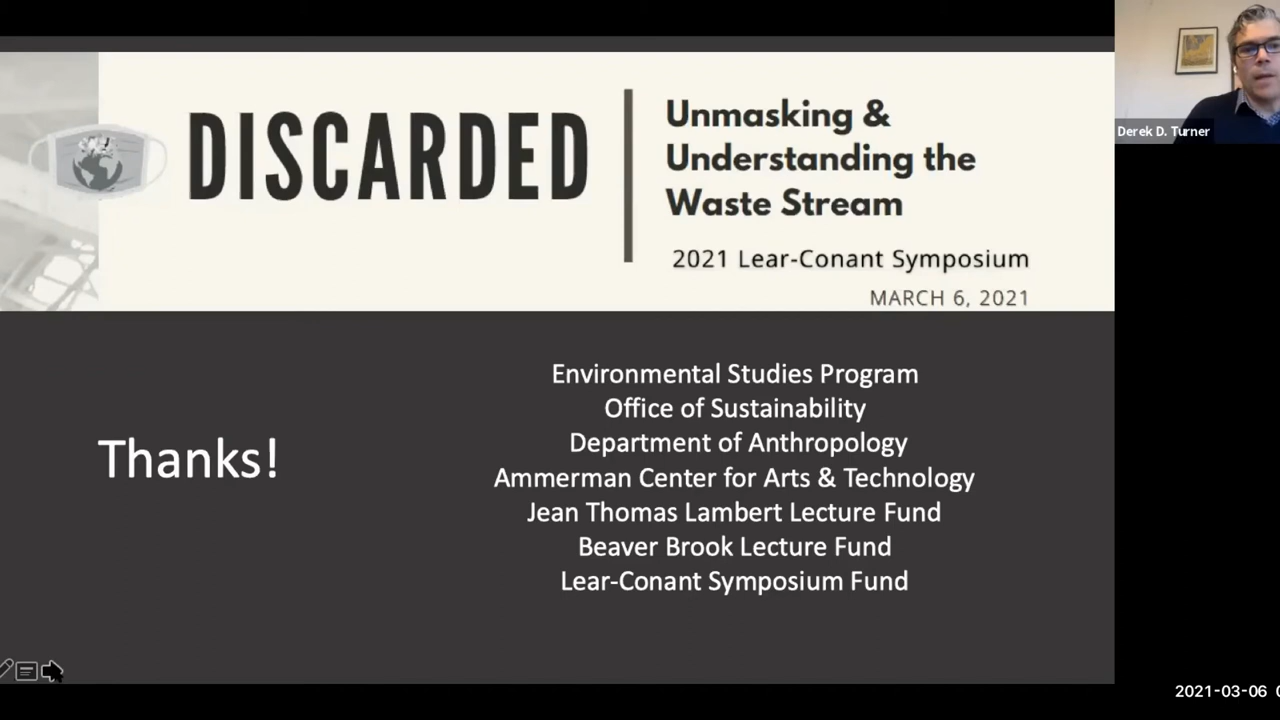 DISCARDED
Unmasking &
Understanding the
Waste Stream
2021 Lear-Conant Symposium
MARCH 6, 2021
Thanks!
Environmental Studies Program
Office of Sustainability
Department of Anthropology
Ammerman Center for Arts & Technology
Jean Thomas Lambert Lecture Fund
Beaver Brook Lecture Fund
Lear-Conant Symposium Fund
Derek D. Turner
2021-03-06